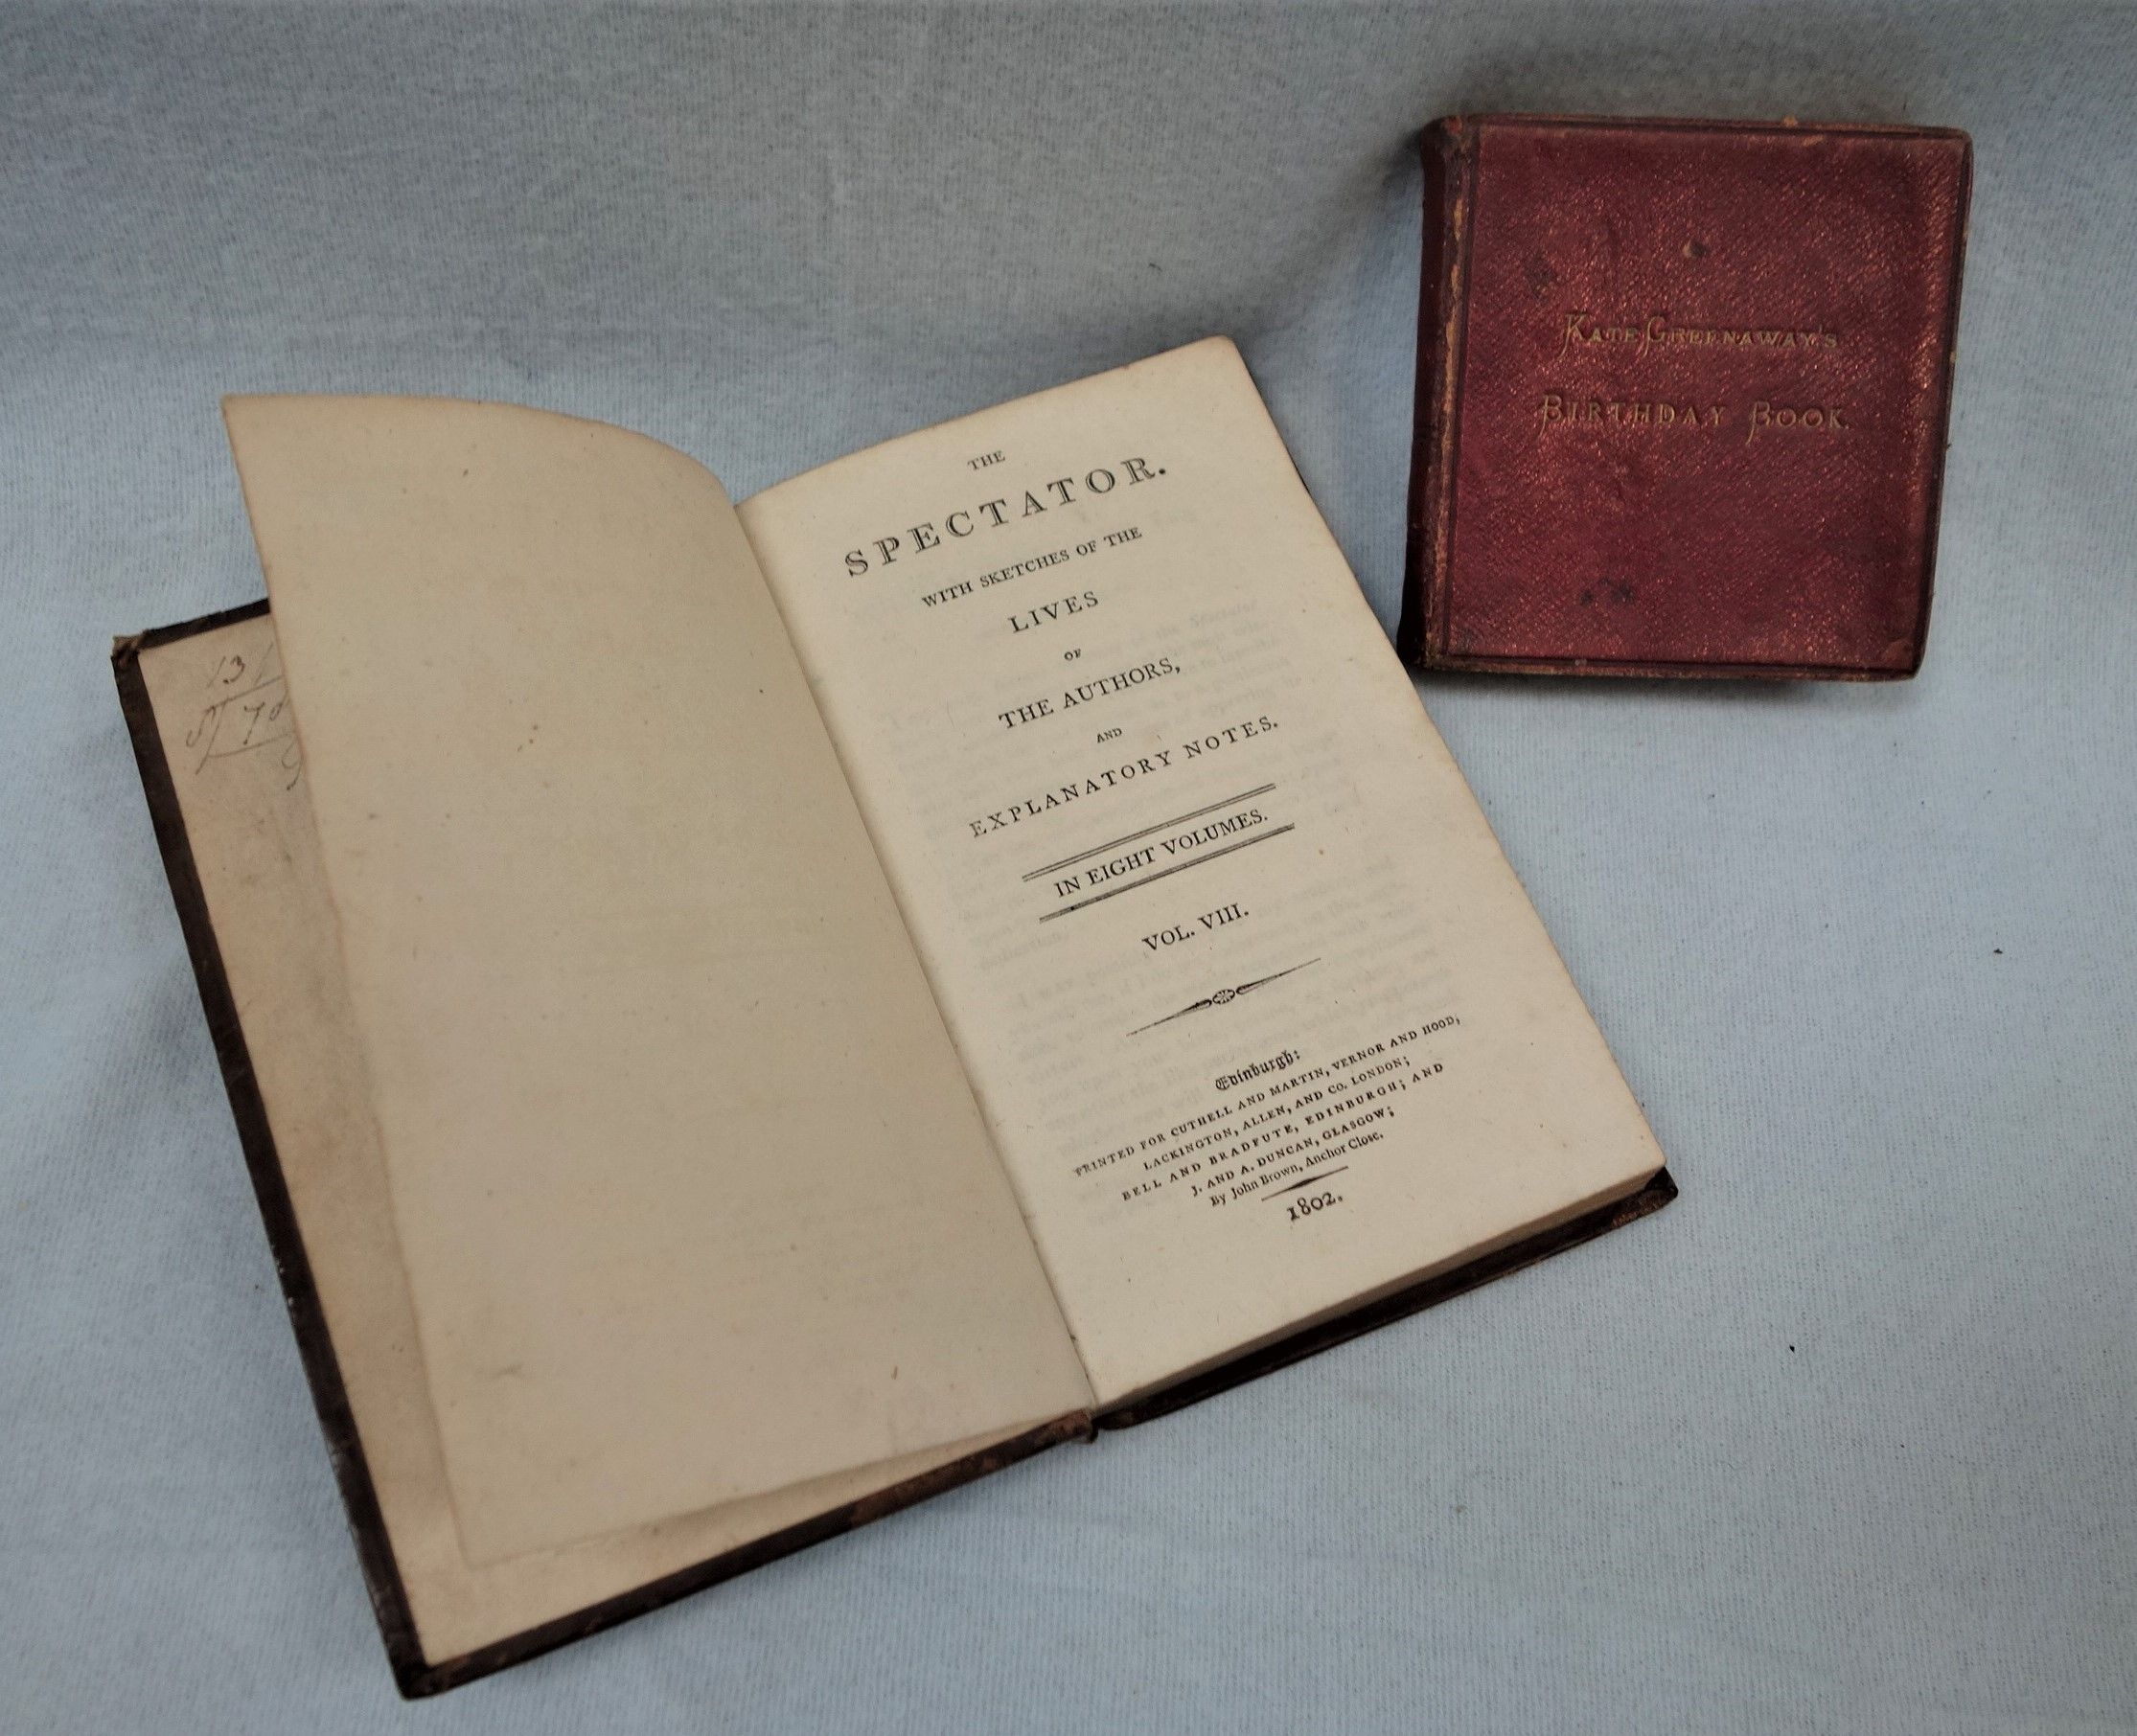 THE
SPECTATOR.
WITH SKETCHES OF THE
LIVES
OF
THE AUTHORS,
AND
EXPLANATORY NOTES.
IN EIGHT VOLUMES.
VOL. VIII.
Edinburgh:
PRINTED FOR CUTHELL AND MARTIN, VERNOR AND HOOD,
LACKINGTON, ALLEN, AND CO. LONDON;
BELL AND BRADFUTE, EDINBURGH; AND
J. AND A. DUNCAN, GLASGOW;
By John Brown, Anchor Close.
1802.
KATE GREENAWAY'S
BIRTHDAY BOOK.